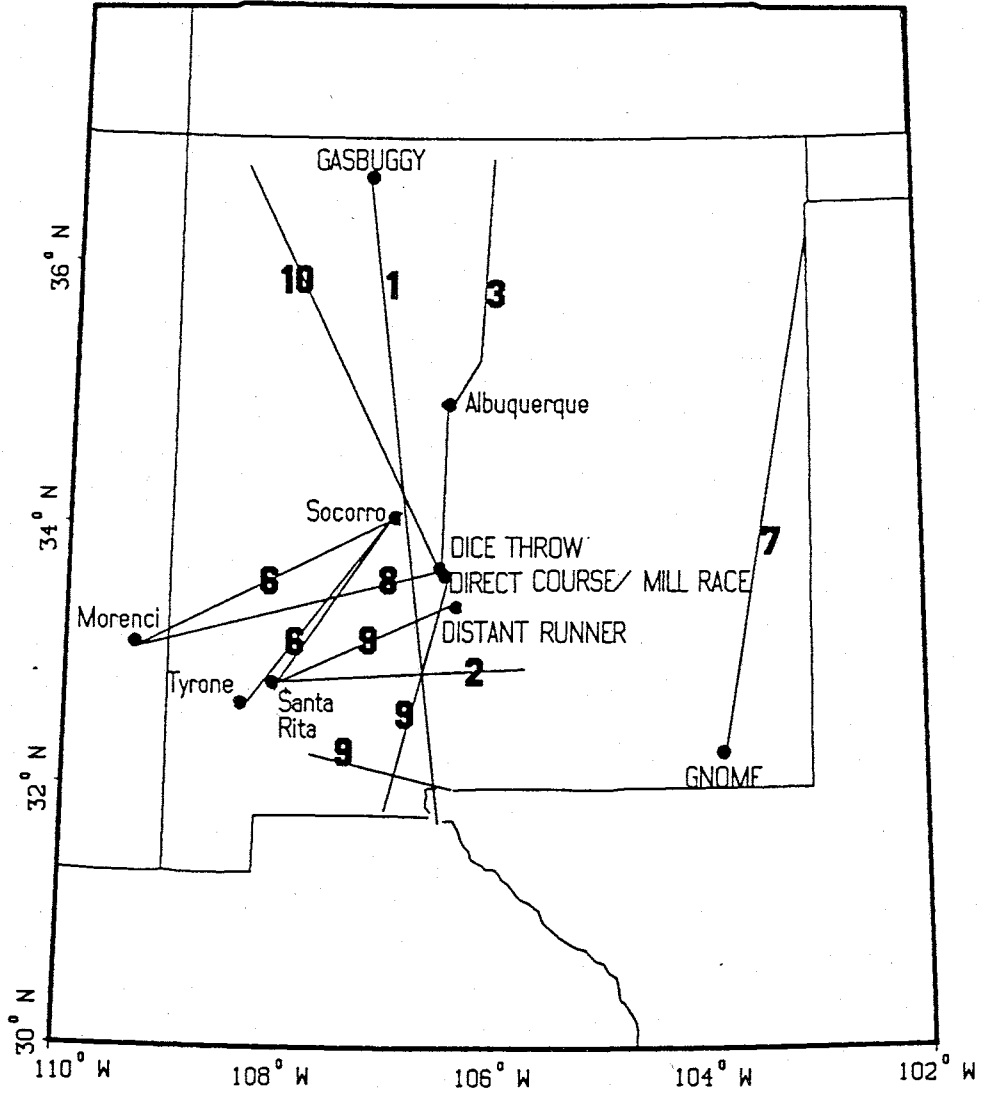 GASBUGGY
36° N
10
1
3
Albuquerque
34° N
Socorro
DICE THROW
7
6
8
DIRECT COURSE/ MILL RACE
Morenci
DISTANT RUNNER
6
9
Tyrone
2
Santa
Rita
9
9
32° N
GNOME
30° N
110° W
108° W
106° W
104° W
102° W